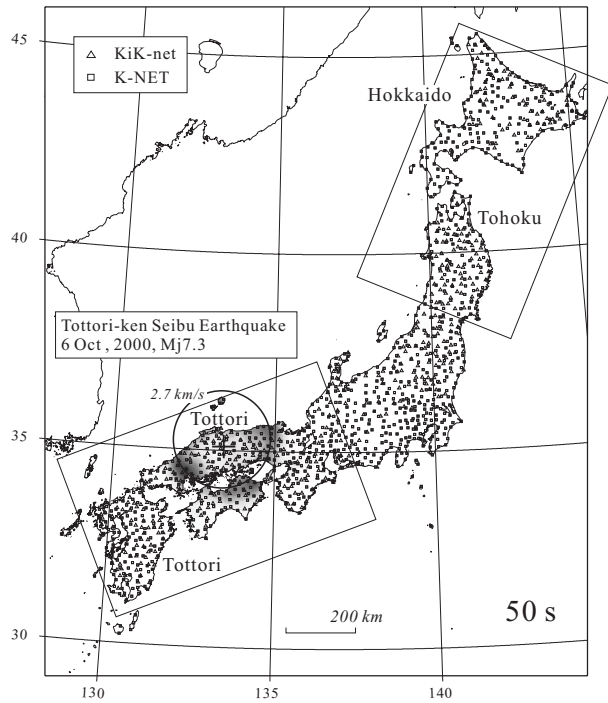 45
KiK-net
K-NET
Hokkaido
Tohoku
40
Tottori-ken Seibu Earthquake
6 Oct , 2000, Mj7.3
2.7 km/s
Tottori
35
Tottori
200 km
50 s
30
130
135
140